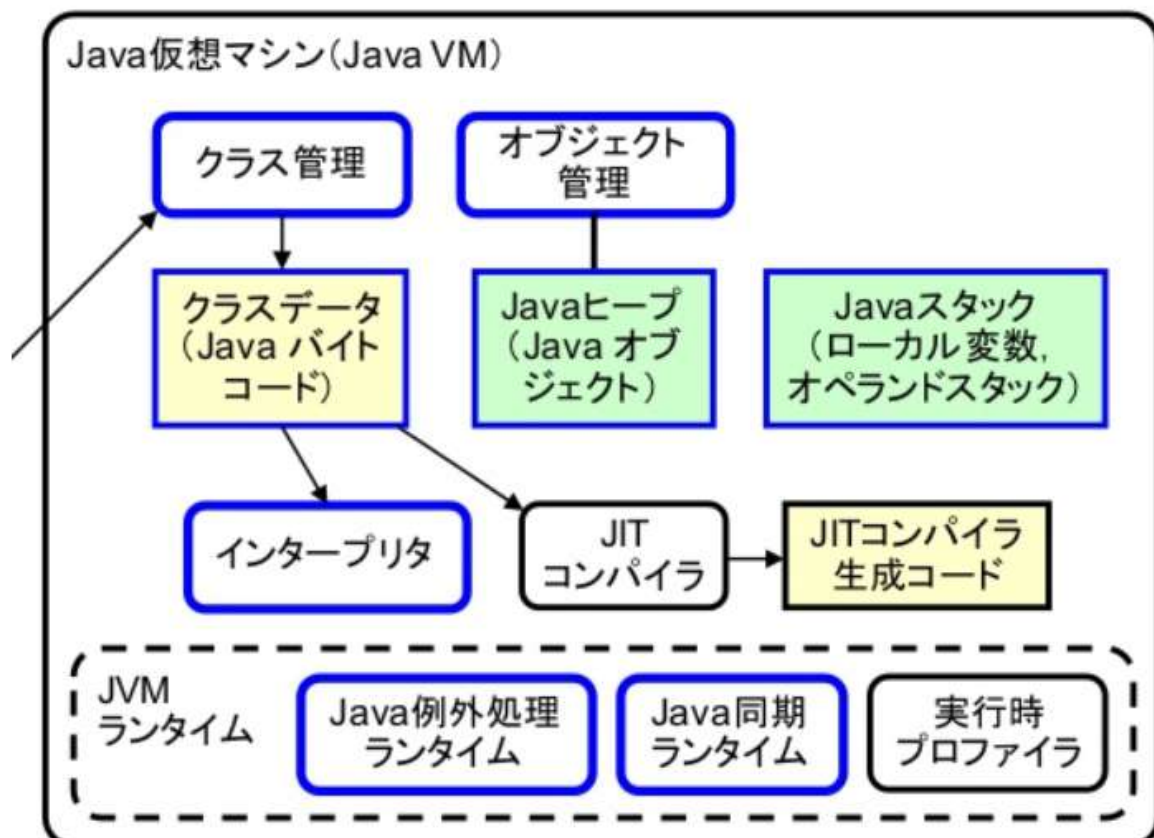 Java仮想マシン(Java VM)
クラス管理
オブジェクト
管理
クラスデータ
(Java バイト
コード)
Javaヒープ
(Java オブ
ジェクト)
Javaスタック
(ローカル変数,
オペランドスタック)
インタープリタ
JIT
コンパイラ
JITコンパイラ
生成コード
JVM
ランタイム
Java例外処理
ランタイム
Java同期
ランタイム
実行時
プロファイラ